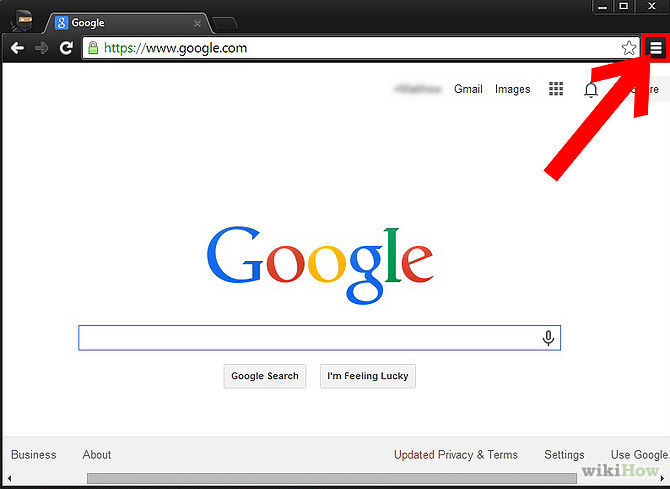 Google
https://www.google.com
Gmail Images
Google
Google Search I'm Feeling Lucky
Business About Updated Privacy & Terms Settings Use Google.
wikiHow